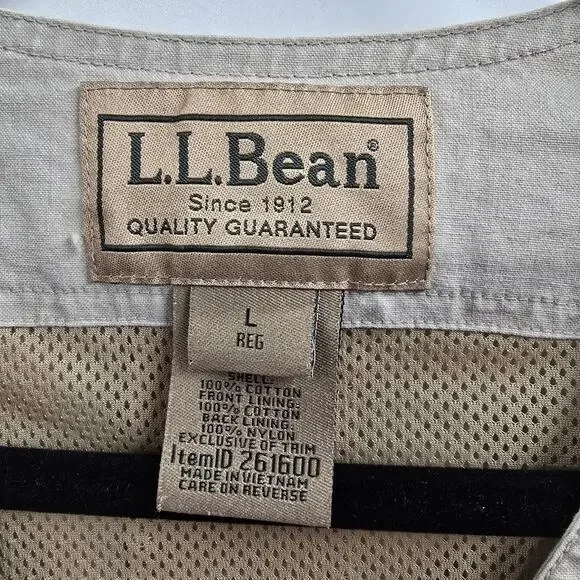 L.L.Bean®
Since 1912
QUALITY GUARANTEED
L
REG
SHELL:
100% COTTON
FRONT LINING:
100% COTTON
BACK LINING:
100% NYLON
EXCLUSIVE OF TRIM
ItemID 261600
MADE IN VIETNAM
CARE ON REVERSE